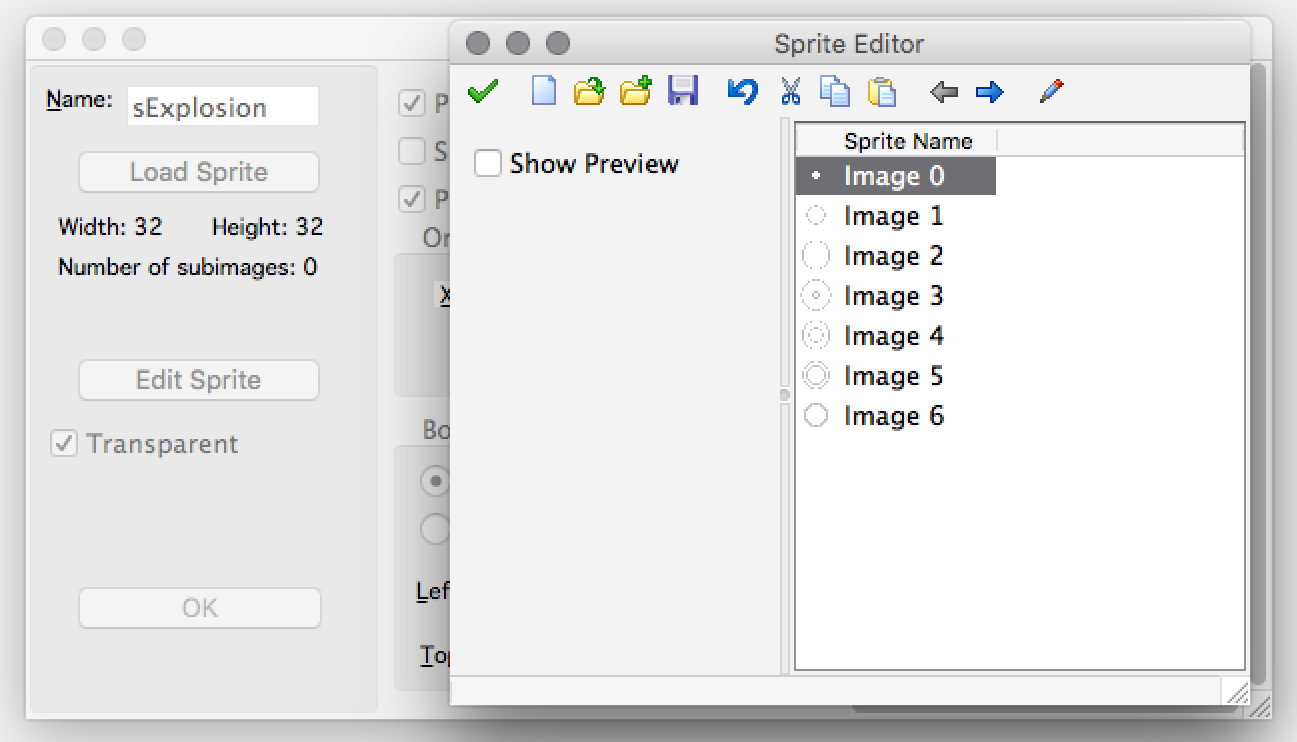 Sprite Editor
Name: sExplosion
Load Sprite
Width: 32 Height: 32
Number of subimages: 0
Edit Sprite
Transparent
OK
P
S
P
Or
X
Bo
Lef
Top
Show Preview
Sprite Name
Image 0
Image 1
Image 2
Image 3
Image 4
Image 5
Image 6